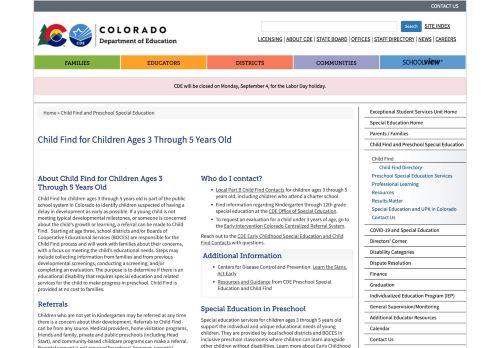 CONTACT US
COLORADO
Department of Education
CDE
Search
SITE INDEX
LICENSING | ABOUT CDE | STATE BOARD | OFFICES | STAFF DIRECTORY | NEWS | CAREERS
FAMILIES
EDUCATORS
DISTRICTS
COMMUNITIES
SCHOOLVIEW
CDE will be closed on Monday, September 4, for the Labor Day holiday.
Home » Child Find and Preschool Special Education
Child Find for Children Ages 3 Through 5 Years Old
About Child Find for Children Ages 3
Through 5 Years Old
Child Find for children ages 3 through 5 years old is part of the public
school system in Colorado to identify children suspected of having a
delay in development as early as possible. If a young child is not
meeting typical developmental milestones, or someone is concerned
about the child's growth or learning, a referral can be made to Child
Find. Starting at age three, school districts and/or Boards of
Cooperative Educational Services (BOCES) are responsible for the
Child Find process and will work with families about their concerns,
with a focus on meeting the child's educational needs. Steps may
include collecting information from families and from previous
developmental screenings, conducting a screening, and/or
completing an evaluation. The purpose is to determine if there is an
educational disability that requires special education and related
services for the child to make progress in preschool. Child Find is
provided at no cost to families.
Referrals
Children who are not yet in Kindergarten may be referred at any time
there is a concern about their development. Referrals to Child Find
can be from any source. Medical providers, home visitation programs,
friends and family, private and public preschools (including Head
Start), and community-based childcare programs can make a referral.
Who do I contact?
Local Part B Child Find Contacts for children ages 3 through 5
years old, including children who attend a charter school.
Find information regarding Kindergarten through 12th grade
special education at the CDE Office of Special Education.
To request an evaluation for a child under 3 years of age, go to
the Early Intervention Colorado Centralized Referral System.
Reach out to the CDE Early Childhood Special Education and Child
Find Contacts with questions.
Additional Information
Centers for Disease Control and Prevention: Learn the Signs.
Act Early
Resources and Guidance from CDE Preschool Special
Education and Child Find
Special Education in Preschool
Special education services for children ages 3 through 5 years old
support the individual and unique educational needs of young
children. They are provided by local school districts and BOCES in
inclusive preschool classrooms where children can learn alongside
other children without disabilities. Learn more about Early Childhood
Exceptional Student Services Unit Home
Special Education Home
Parents / Families
Child Find and Preschool Special Education
Child Find
Child Find Directory
Preschool Special Education Services
Professional Learning
Resources
Results Matter
Special Education and UPK in Colorado
Contact Us
COVID-19 and Special Education
Directors' Corner
Disability Categories
Dispute Resolution
Finance
Graduation
Individualized Education Program (IEP)
General Supervision/Monitoring
Additional Educator Resources
Calendar
Contact Us